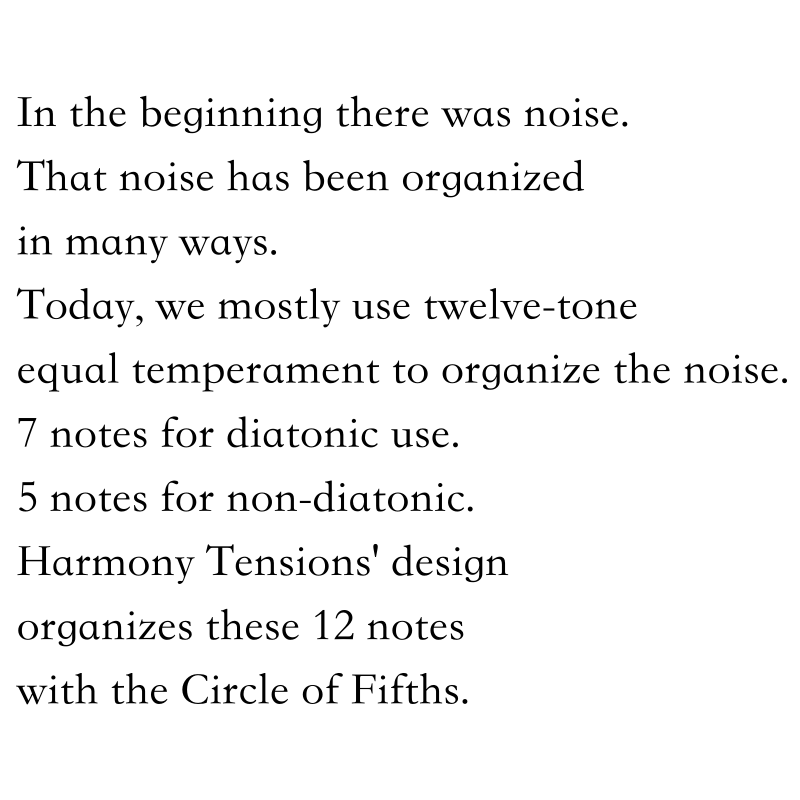 In the beginning there was noise.
That noise has been organized
in many ways.
Today, we mostly use twelve-tone
equal temperament to organize the noise.
7 notes for diatonic use.
5 notes for non-diatonic.
Harmony Tensions' design
organizes these 12 notes
with the Circle of Fifths.